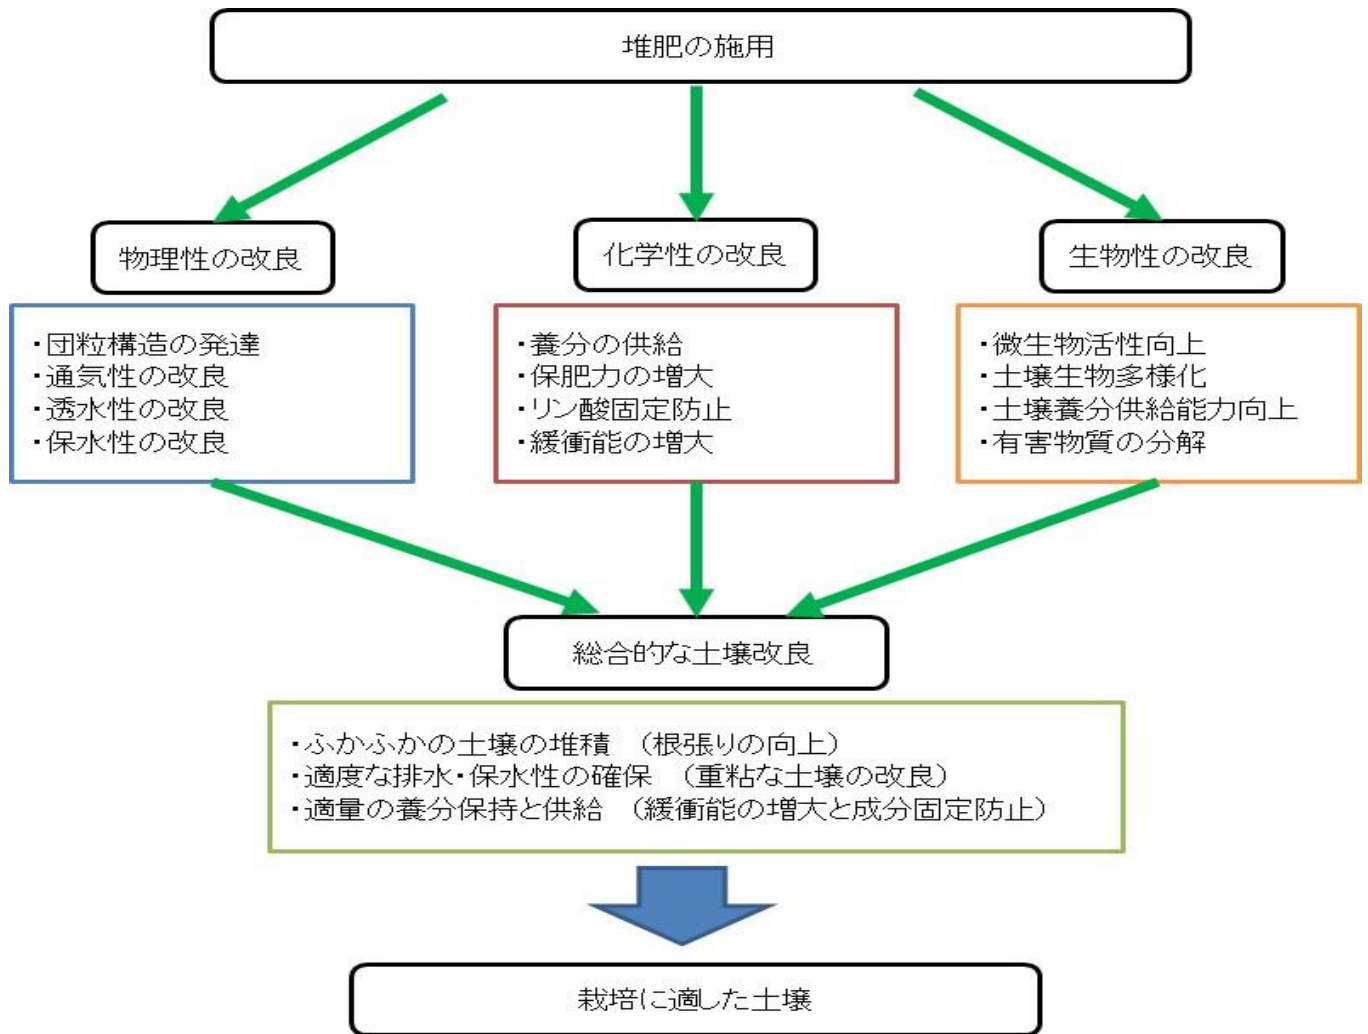 堆肥の施用
物理性の改良
化学性の改良
生物性の改良
・団粒構造の発達
・通気性の改良
・透水性の改良
・保水性の改良
・養分の供給
・保肥力の増大
・リン酸固定防止
・緩衝能の増大
・微生物活性向上
・土壌生物多様化
・土壌養分供給能力向上
・有害物質の分解
総合的な土壌改良
・ふかふかの土壌の堆積　（根張りの向上）
・適度な排水・保水性の確保　（重粘な土壌の改良）
・適量の養分保持と供給　（緩衝能の増大と成分固定防止）
栽培に適した土壌